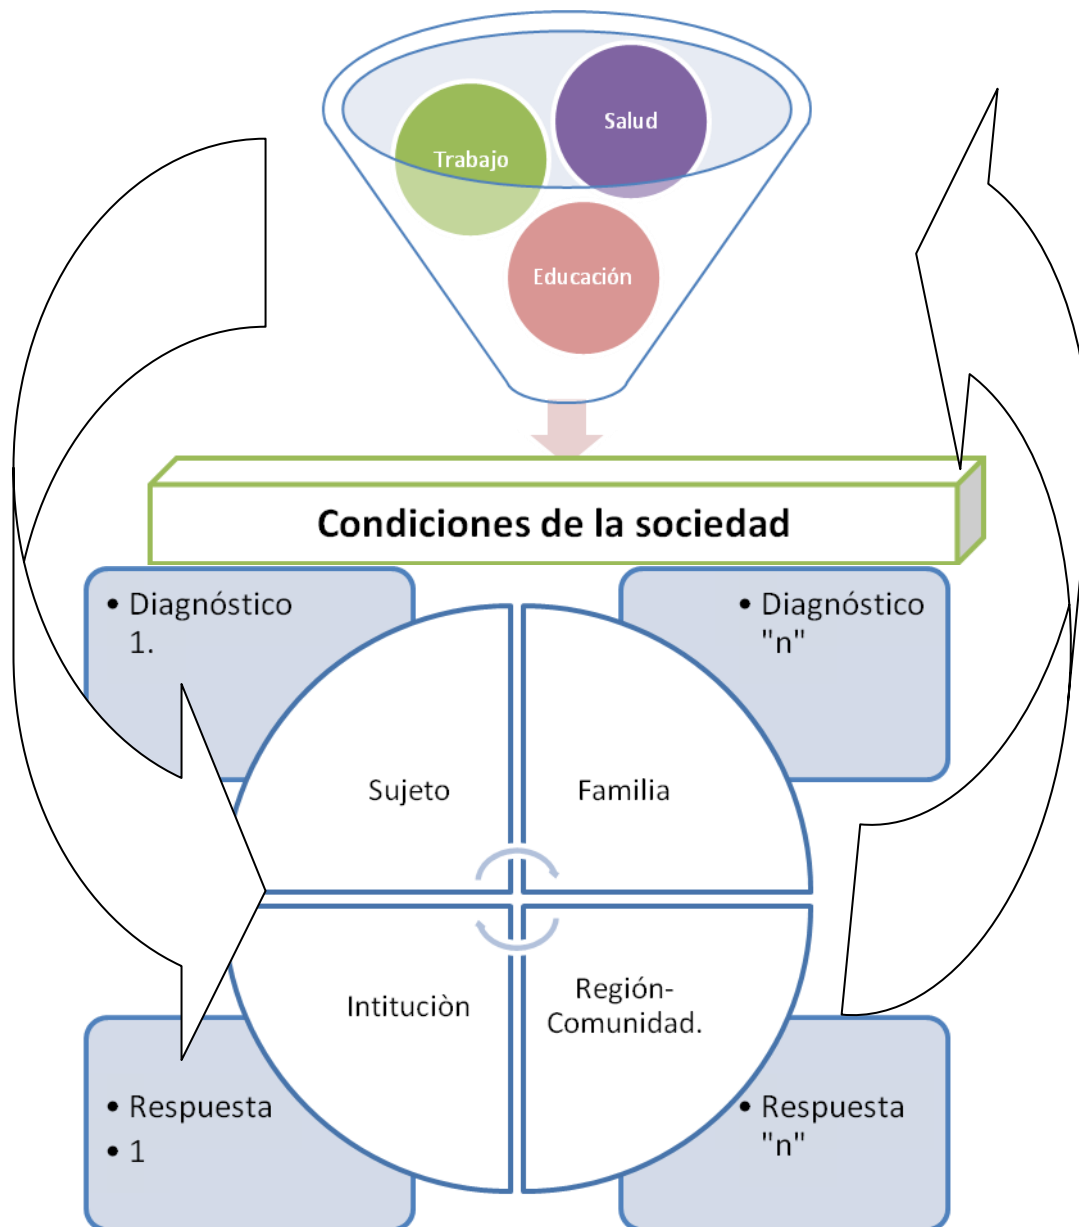 Salud
Trabajo
Educación
Condiciones de la sociedad
• Diagnóstico
1.
• Diagnóstico
"n"
Sujeto
Familia
Intituciòn
Región-
Comunidad.
• Respuesta
• 1
• Respuesta
"n"